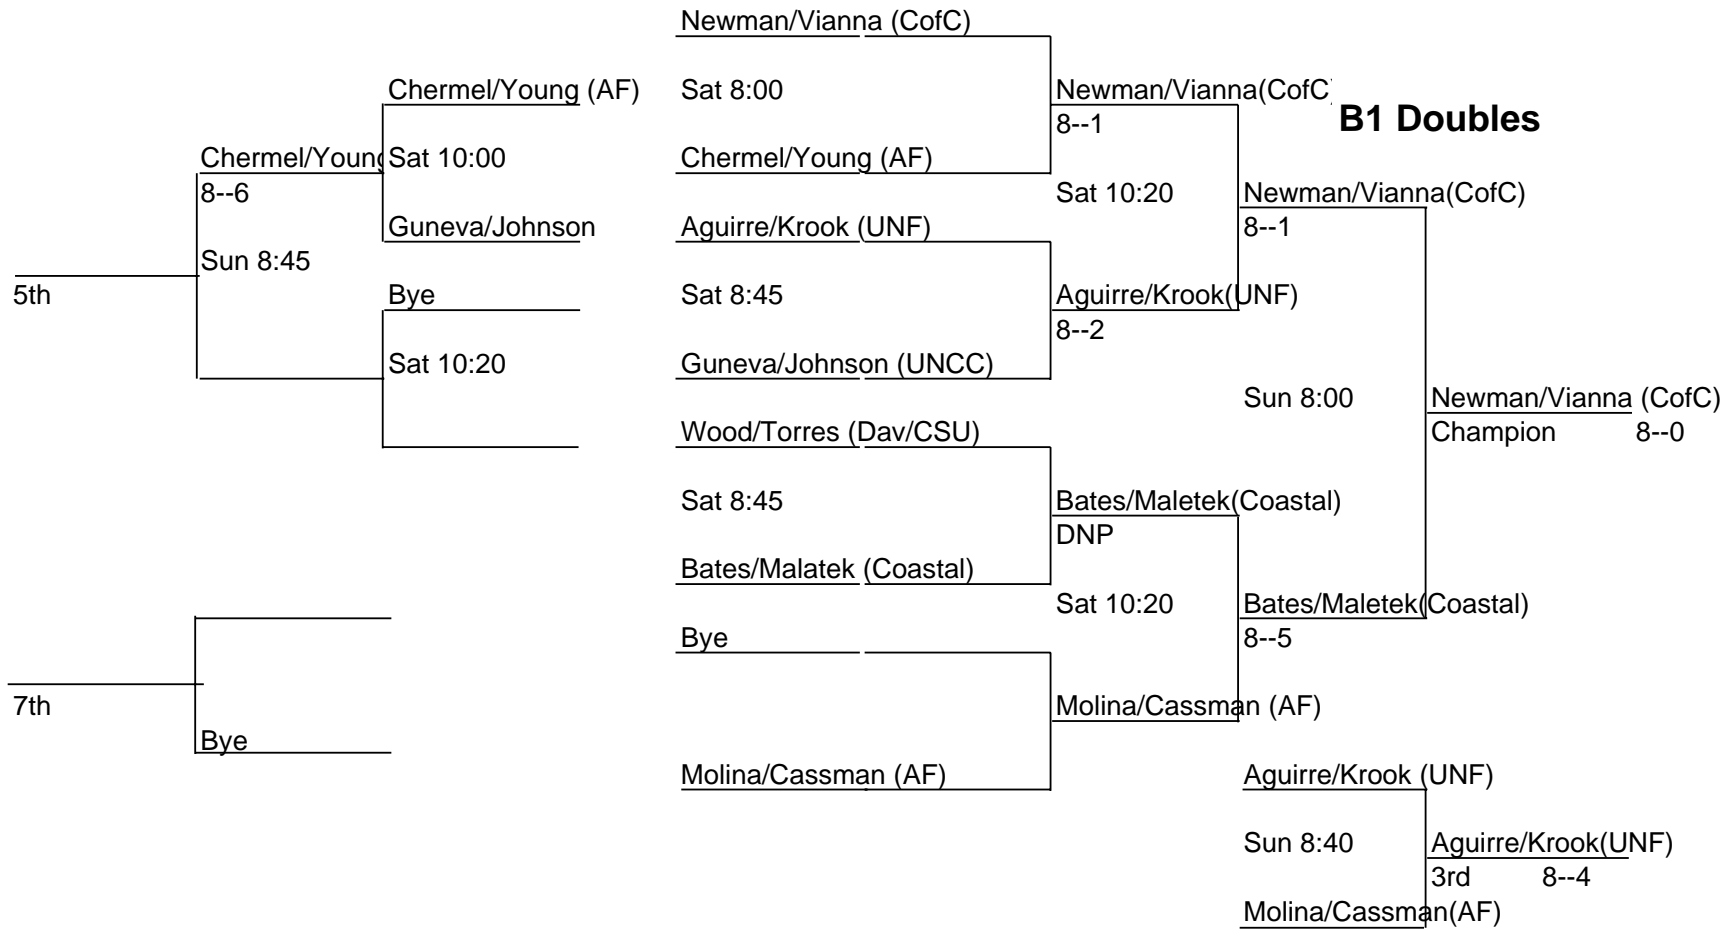 Newman/Vianna (CofC)
Chermel/Young (AF)
Sat 8:00
Newman/Vianna(CofC)
B1 Doubles
8--1
Chermel/Young
Sat 10:00
Chermel/Young (AF)
8--6
Sat 10:20
Newman/Vianna(CofC)
Guneva/Johnson
Aguirre/Krook (UNF)
8--1
Sun 8:45
5th
Bye
Sat 8:45
Aguirre/Krook(UNF)
8--2
Sat 10:20
Guneva/Johnson (UNCC)
Sun 8:00
Newman/Vianna (CofC)
Wood/Torres (Dav/CSU)
Champion 8--0
Sat 8:45
Bates/Maletek(Coastal)
DNP
Bates/Malatek (Coastal)
Sat 10:20
Bates/Maletek(Coastal)
Bye
8--5
7th
Molina/Cassman (AF)
Bye
Molina/Cassman (AF)
Aguirre/Krook (UNF)
Sun 8:40
Aguirre/Krook(UNF)
3rd 8--4
Molina/Cassman(AF)